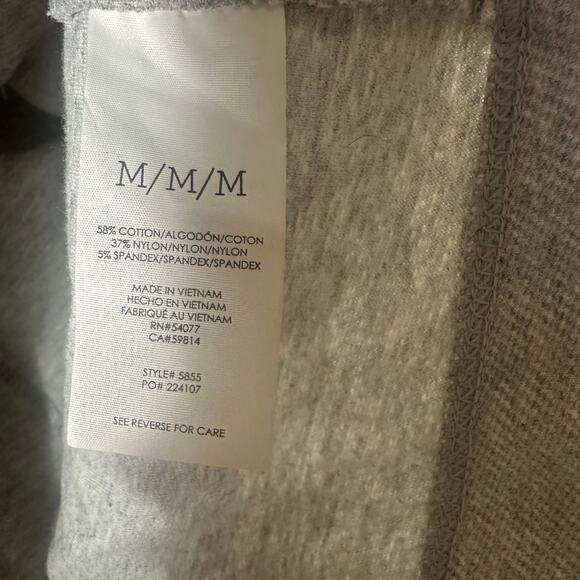 M/M/M
58% COTTON/ALGODÓN/COTON
37% NYLON/NYLON/NYLON
5% SPANDEX/SPANDEX/SPANDEX
MADE IN VIETNAM
HECHO EN VIETNAM
FABRIQUÉ AU VIETNAM
RN#54077
CA#59814
STYLE# 5855
PO# 224107
SEE REVERSE FOR CARE